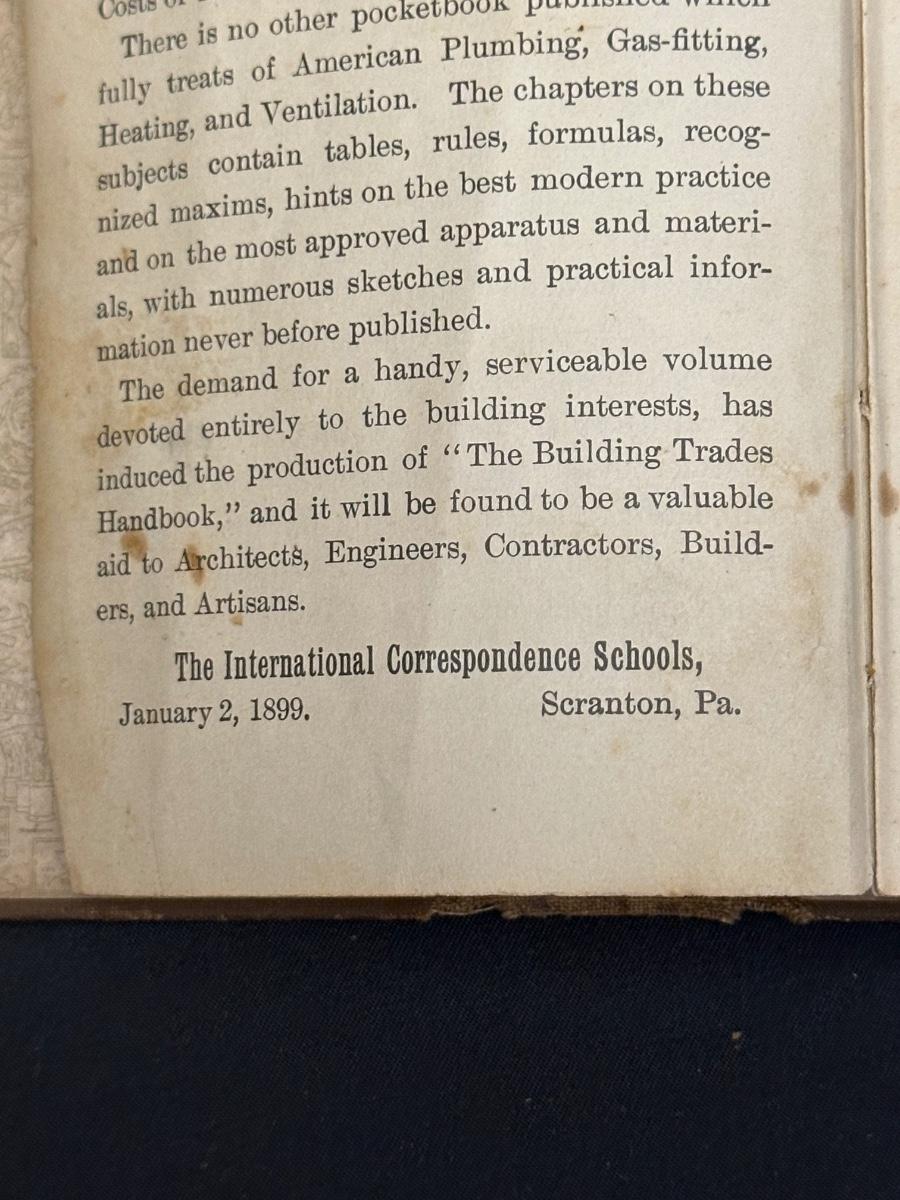 Costs of
There is no other pocketbook published which
fully treats of American Plumbing, Gas-fitting,
Heating, and Ventilation. The chapters on these
subjects contain tables, rules, formulas, recog-
nized maxims, hints on the best modern practice
and on the most approved apparatus and materi-
als, with numerous sketches and practical infor-
mation never before published.
The demand for a handy, serviceable volume
devoted entirely to the building interests, has
induced the production of “The Building Trades
Handbook,” and it will be found to be a valuable
aid to Architects, Engineers, Contractors, Build-
ers, and Artisans.
The International Correspondence Schools,
January 2, 1899. Scranton, Pa.